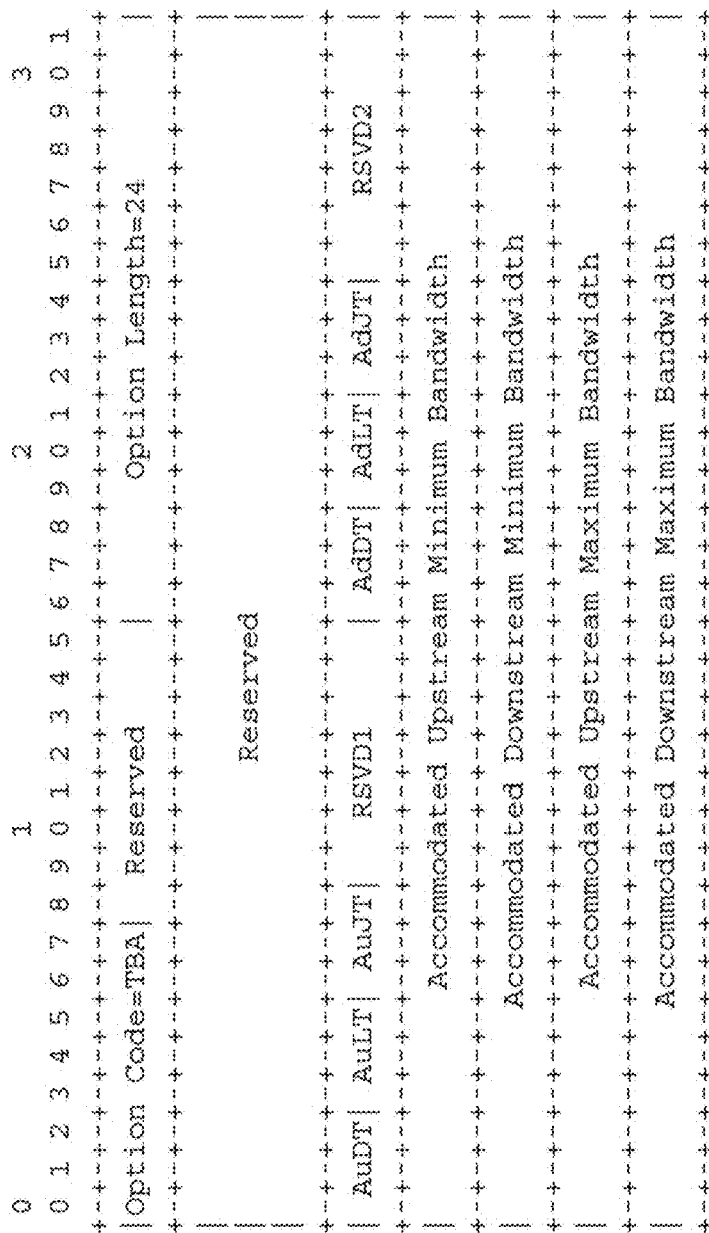 0                   1                   2                   3
0 1 2 3 4 5 6 7 8 9 0 1 2 3 4 5 6 7 8 9 0 1 2 3 4 5 6 7 8 9 0 1
+-+-+-+-+-+-+-+-+-+-+-+-+-+-+-+-+-+-+-+-+-+-+-+-+-+-+-+-+-+-+-+-+
|Option Code=TBA|   Reserved    |       Option Length=24        |
+-+-+-+-+-+-+-+-+-+-+-+-+-+-+-+-+-+-+-+-+-+-+-+-+-+-+-+-+-+-+-+-+
|                           Reserved                            |
+-+-+-+-+-+-+-+-+-+-+-+-+-+-+-+-+-+-+-+-+-+-+-+-+-+-+-+-+-+-+-+-+
| AuDT| AuLT| AuJT|   RSVD1     | AdDT| AdLT| AdJT|   RSVD2     |
+-+-+-+-+-+-+-+-+-+-+-+-+-+-+-+-+-+-+-+-+-+-+-+-+-+-+-+-+-+-+-+-+
|            Accommodated Upstream Minimum Bandwidth            |
+-+-+-+-+-+-+-+-+-+-+-+-+-+-+-+-+-+-+-+-+-+-+-+-+-+-+-+-+-+-+-+-+
|           Accommodated Downstream Minimum Bandwidth           |
+-+-+-+-+-+-+-+-+-+-+-+-+-+-+-+-+-+-+-+-+-+-+-+-+-+-+-+-+-+-+-+-+
|            Accommodated Upstream Maximum Bandwidth            |
+-+-+-+-+-+-+-+-+-+-+-+-+-+-+-+-+-+-+-+-+-+-+-+-+-+-+-+-+-+-+-+-+
|           Accommodated Downstream Maximum Bandwidth           |
+-+-+-+-+-+-+-+-+-+-+-+-+-+-+-+-+-+-+-+-+-+-+-+-+-+-+-+-+-+-+-+-+